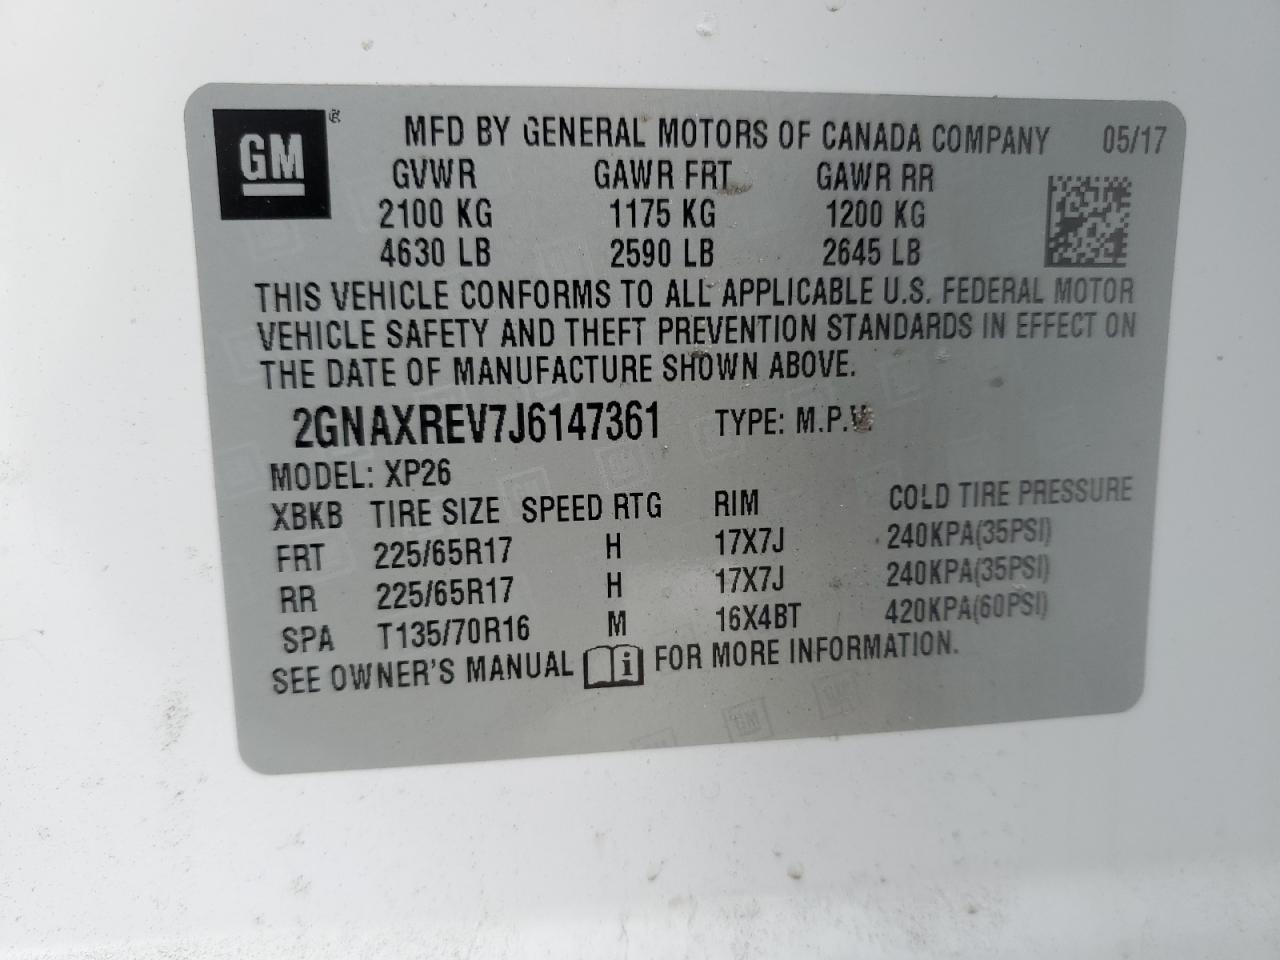 GM ® MFD BY GENERAL MOTORS OF CANADA COMPANY 05/17
GVWR GAWR FRT GAWR RR
2100 KG 1175 KG 1200 KG
4630 LB 2590 LB 2645 LB
THIS VEHICLE CONFORMS TO ALL APPLICABLE U.S. FEDERAL MOTOR
VEHICLE SAFETY AND THEFT PREVENTION STANDARDS IN EFFECT ON
THE DATE OF MANUFACTURE SHOWN ABOVE.
2GNAXREV7J6147361 TYPE: M.P.V.
MODEL: XP26
XBKB TIRE SIZE SPEED RTG RIM COLD TIRE PRESSURE
FRT 225/65R17 H 17X7J 240KPA(35PSI)
RR 225/65R17 H 17X7J 240KPA(35PSI)
SPA T135/70R16 M 16X4BT 420KPA(60PSI)
SEE OWNER'S MANUAL i FOR MORE INFORMATION.